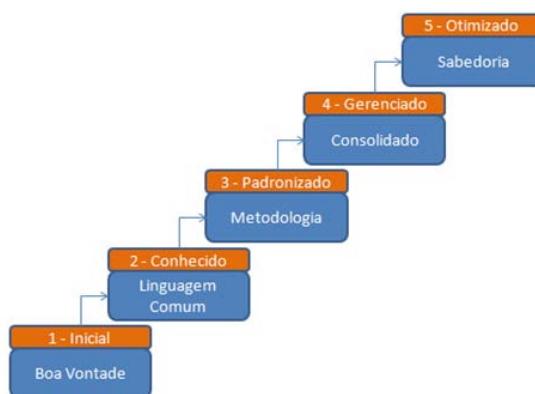 5 - Otimizado
Sabedoria
4 - Gerenciado
Consolidado
3 - Padronizado
Metodologia
2 - Conhecido
Linguagem
Comum
1 - Inicial
Boa Vontade